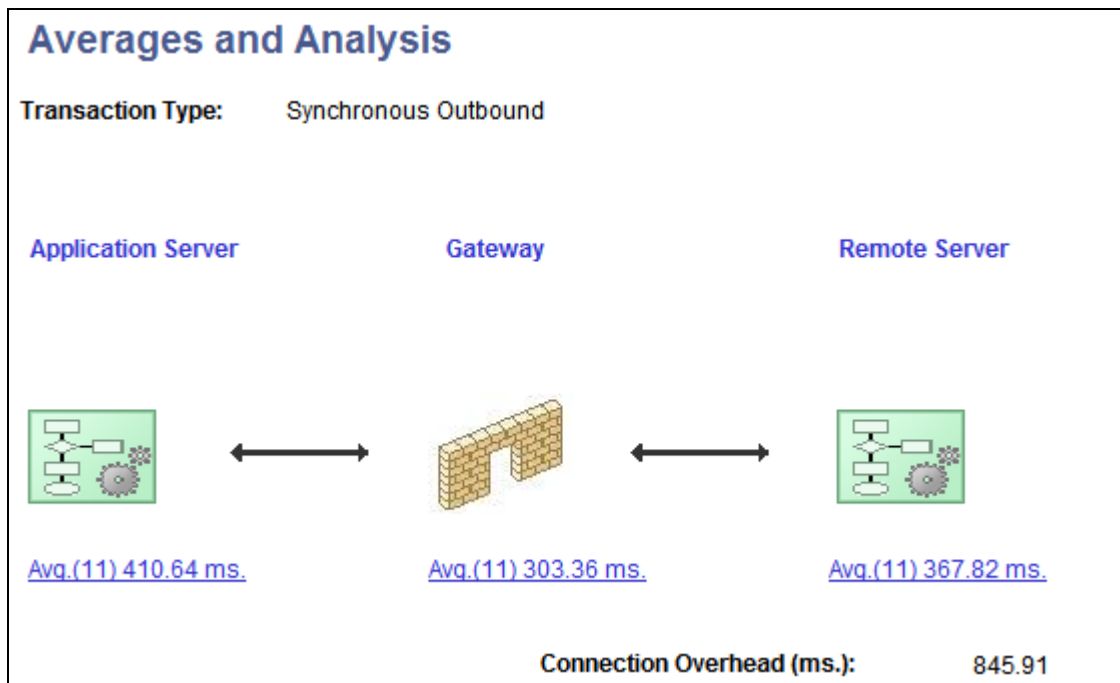 Averages and Analysis
Transaction Type: Synchronous Outbound
Application Server Gateway Remote Server
Avg.(11) 410.64 ms. Avg.(11) 303.36 ms. Avg.(11) 367.82 ms.
Connection Overhead (ms.): 845.91